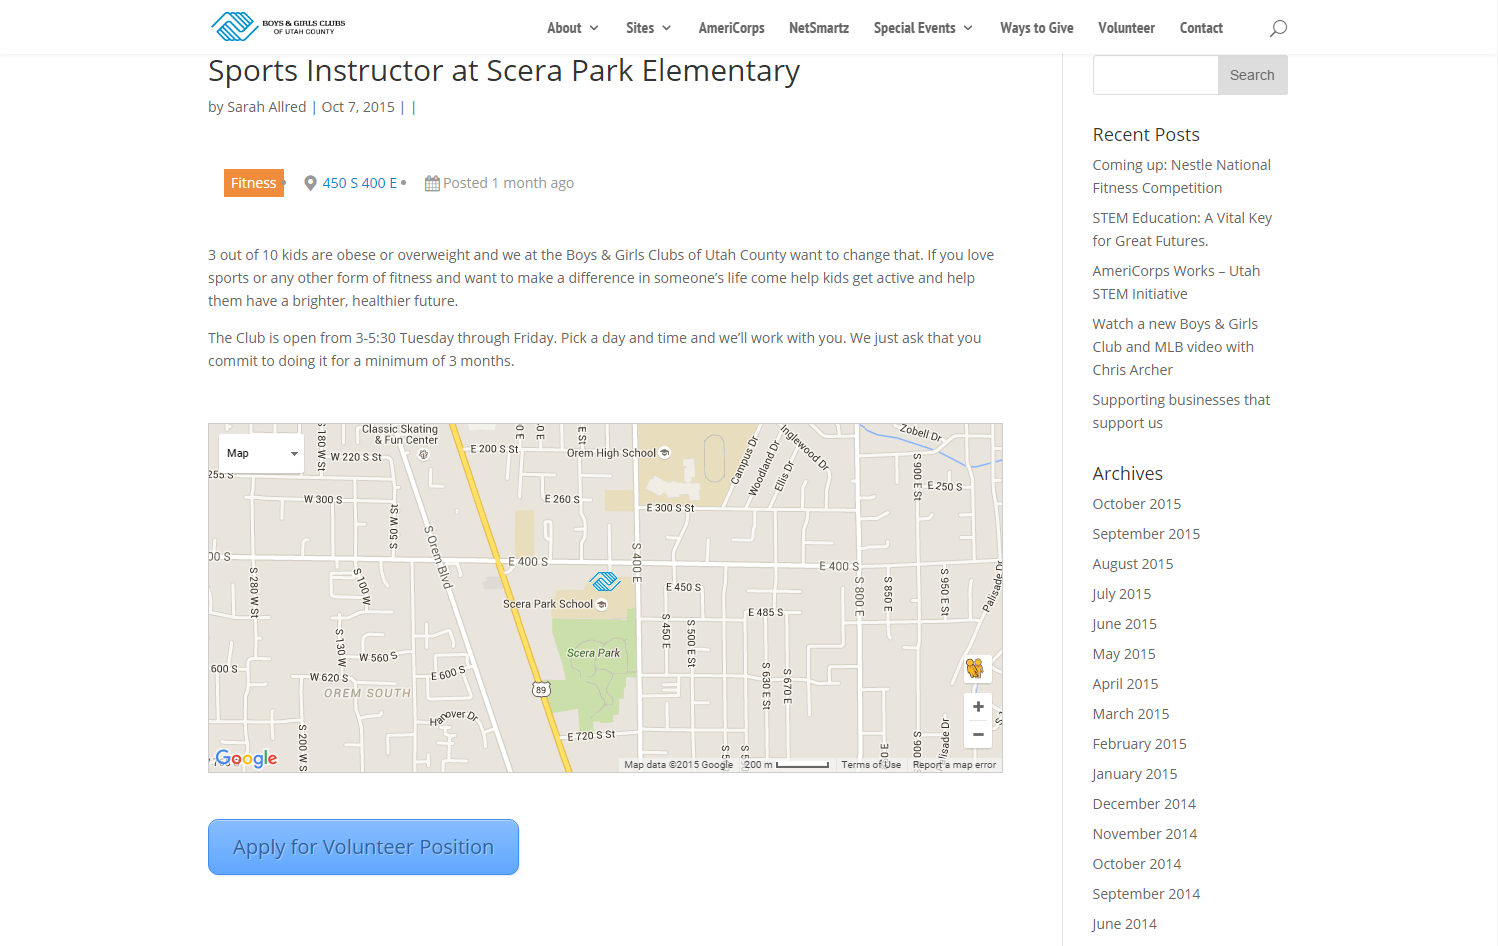 BOYS & GIRLS CLUBS
OF UTAH COUNTY
About
Sites
AmeriCorps
NetSmartz
Special Events
Ways to Give
Volunteer
Contact
Sports Instructor at Scera Park Elementary
by Sarah Allred | Oct 7, 2015 | |
Fitness
450 S 400 E
Posted 1 month ago
3 out of 10 kids are obese or overweight and we at the Boys & Girls Clubs of Utah County want to change that. If you love
sports or any other form of fitness and want to make a difference in someone’s life come help kids get active and help
them have a brighter, healthier future.
The Club is open from 3-5:30 Tuesday through Friday. Pick a day and time and we’ll work with you. We just ask that you
commit to doing it for a minimum of 3 months.
Map
Classic Skating
& Fun Center
S 180 W St
W 220 S St
255 S
W 300 S
W 50 S
E 200 S St
0 E
0 E
E St
Orem High School
E 260 S
E 300 S St
Campus Dr
Woodland Dr
Ellis Dr
Inglewood Dr
Zobell Dr
S 900 E St
E 250 S
S Orem Blvd
00 S
E 400 S
S 400 E
E 400 S
S 280 W St
S 100 W
E 450 S
S 800 E
S 850 E
S 950 E St
Palisade Dr
Scera Park School
E 485 S
S 450 E
S 500 E St
S 130 W
W 560 S
Scera Park
600 S
W 620 S
E 600 S
OREM SOUTH
89
S 630 E St
S 670 E
Hanover Dr
S 200 W
E 720 S St
S 5
S 5
0 E
S 900 S
alisade Dr
S
+
−
Google
Map data ©2015 Google
200 m
Terms of Use
Report a map error
Apply for Volunteer Position
Search
Recent Posts
Coming up: Nestle National
Fitness Competition
STEM Education: A Vital Key
for Great Futures.
AmeriCorps Works – Utah
STEM Initiative
Watch a new Boys & Girls
Club and MLB video with
Chris Archer
Supporting businesses that
support us
Archives
October 2015
September 2015
August 2015
July 2015
June 2015
May 2015
April 2015
March 2015
February 2015
January 2015
December 2014
November 2014
October 2014
September 2014
June 2014